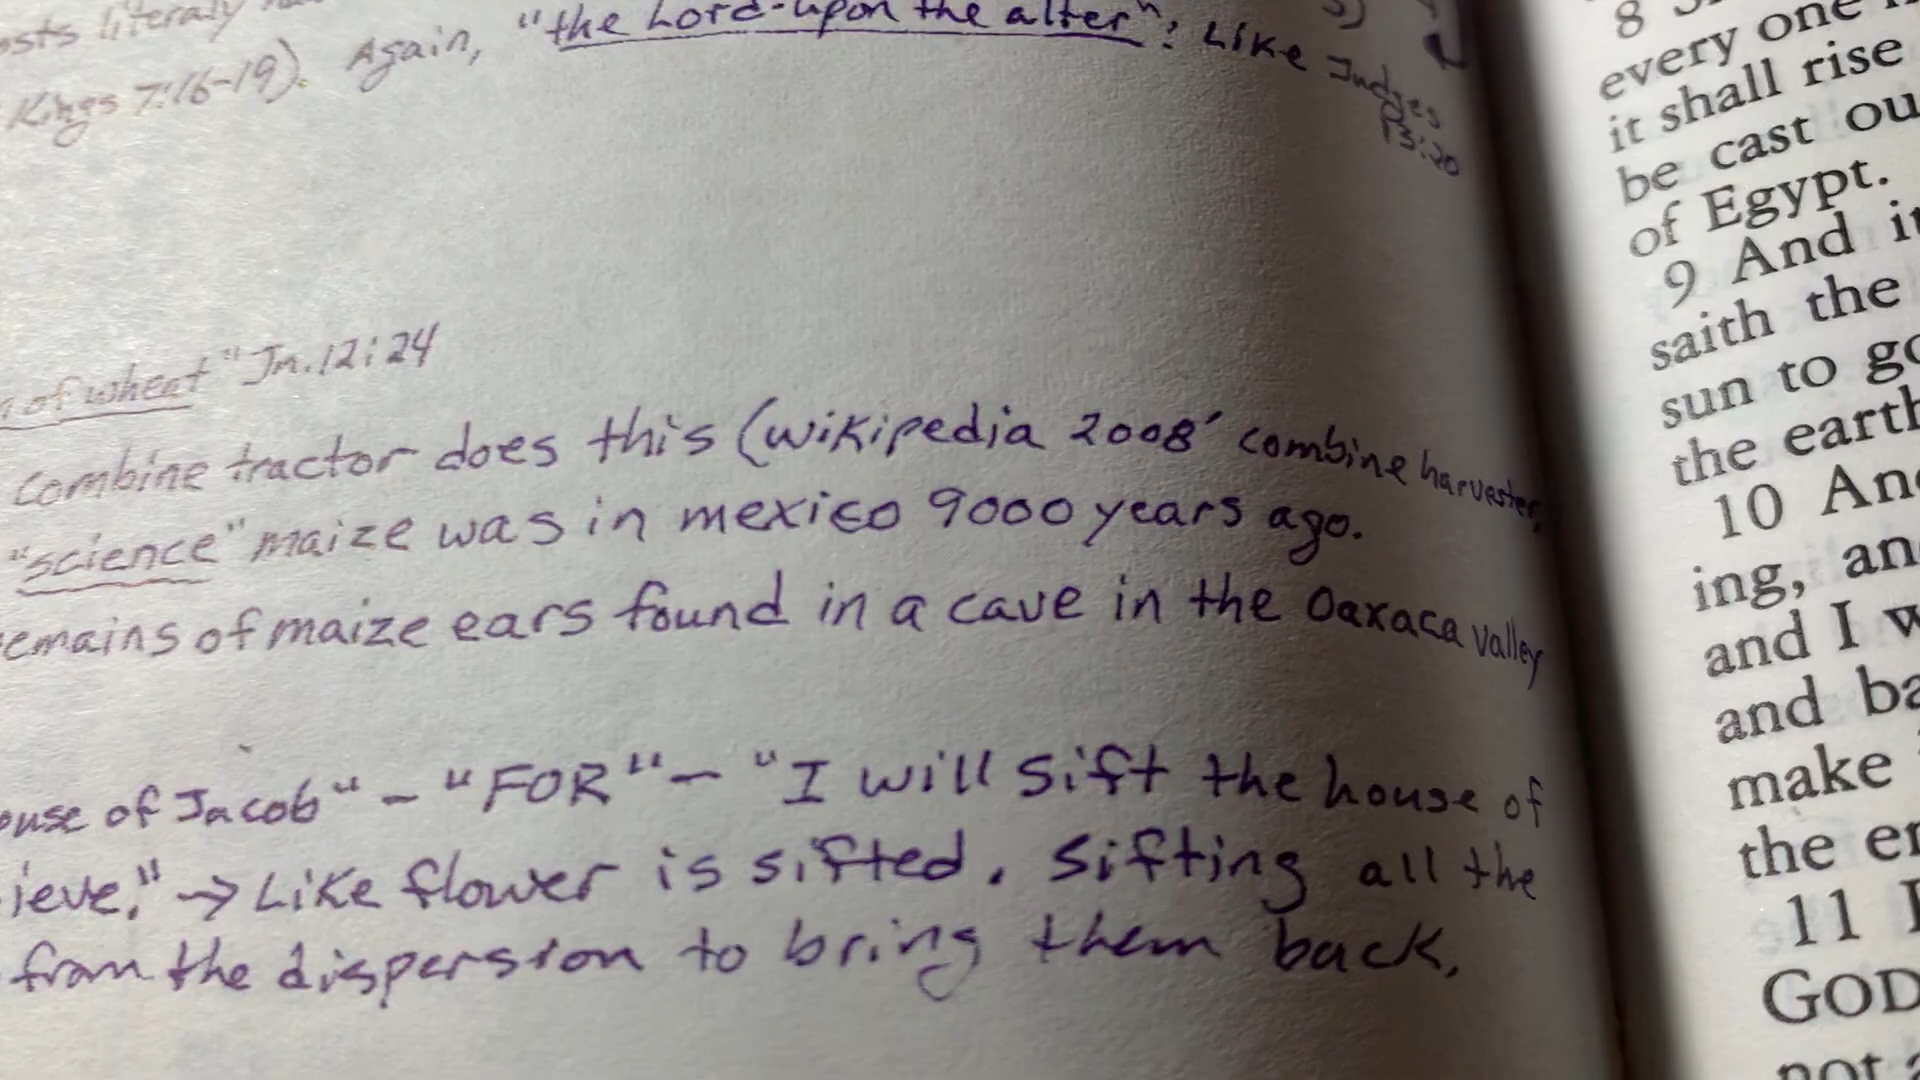 literaly
Kings 7:16-19). Again, "the Lord-upon the alter": Like Judges
13:20
of wheat" Jn. 12:24
combine tractor does this (wikipedia 2008' combine harvester,
"science" maize was in mexico 9000 years ago.
emains of maize ears found in a cave in the Oaxaca valley
ouse of Jacob" - "FOR" - "I will sift the house of
ieve," → Like flower is sifted. Sifting all the
from the dispersion to bring them back,
8
every one
it shall rise
be cast ou
of Egypt.
9 And i
saith the
sun to go
the earth
10 An
ing, an
and I w
and ba
make
the en
11 I
GOD
not a